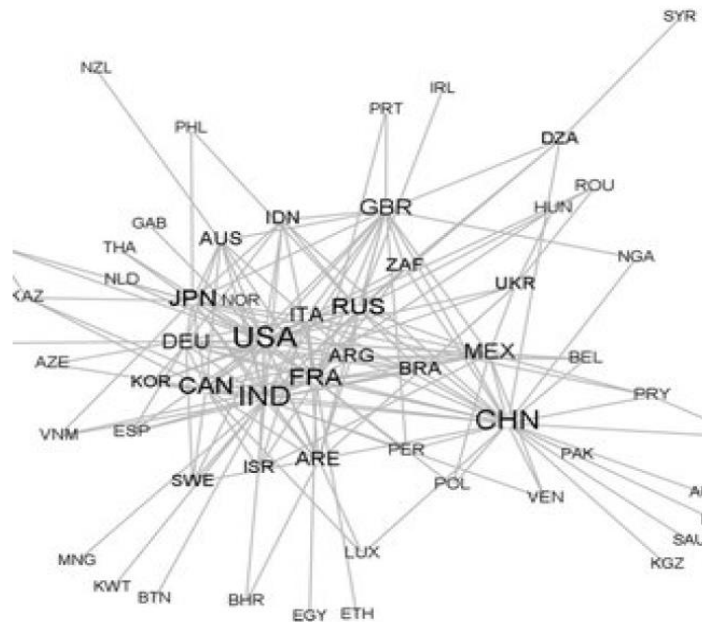 SYR
NZL
IRL
PRT
PHL
DZA
ROU
GBR
HUN
IDN
GAB
AUS
THA
ZAF
NGA
NLD
UKR
KAZ
JPN
NOR
RUS
ITA
USA
DEU
MEX
ARG
BEL
AZE
BRA
FRA
KOR
CAN
IND
PRY
CHN
VNM
ESP
PER
PAK
ARE
ISR
SWE
POL
VEN
SAU
LUX
MNG
KGZ
KWT
BTN
BHR
EGY
ETH